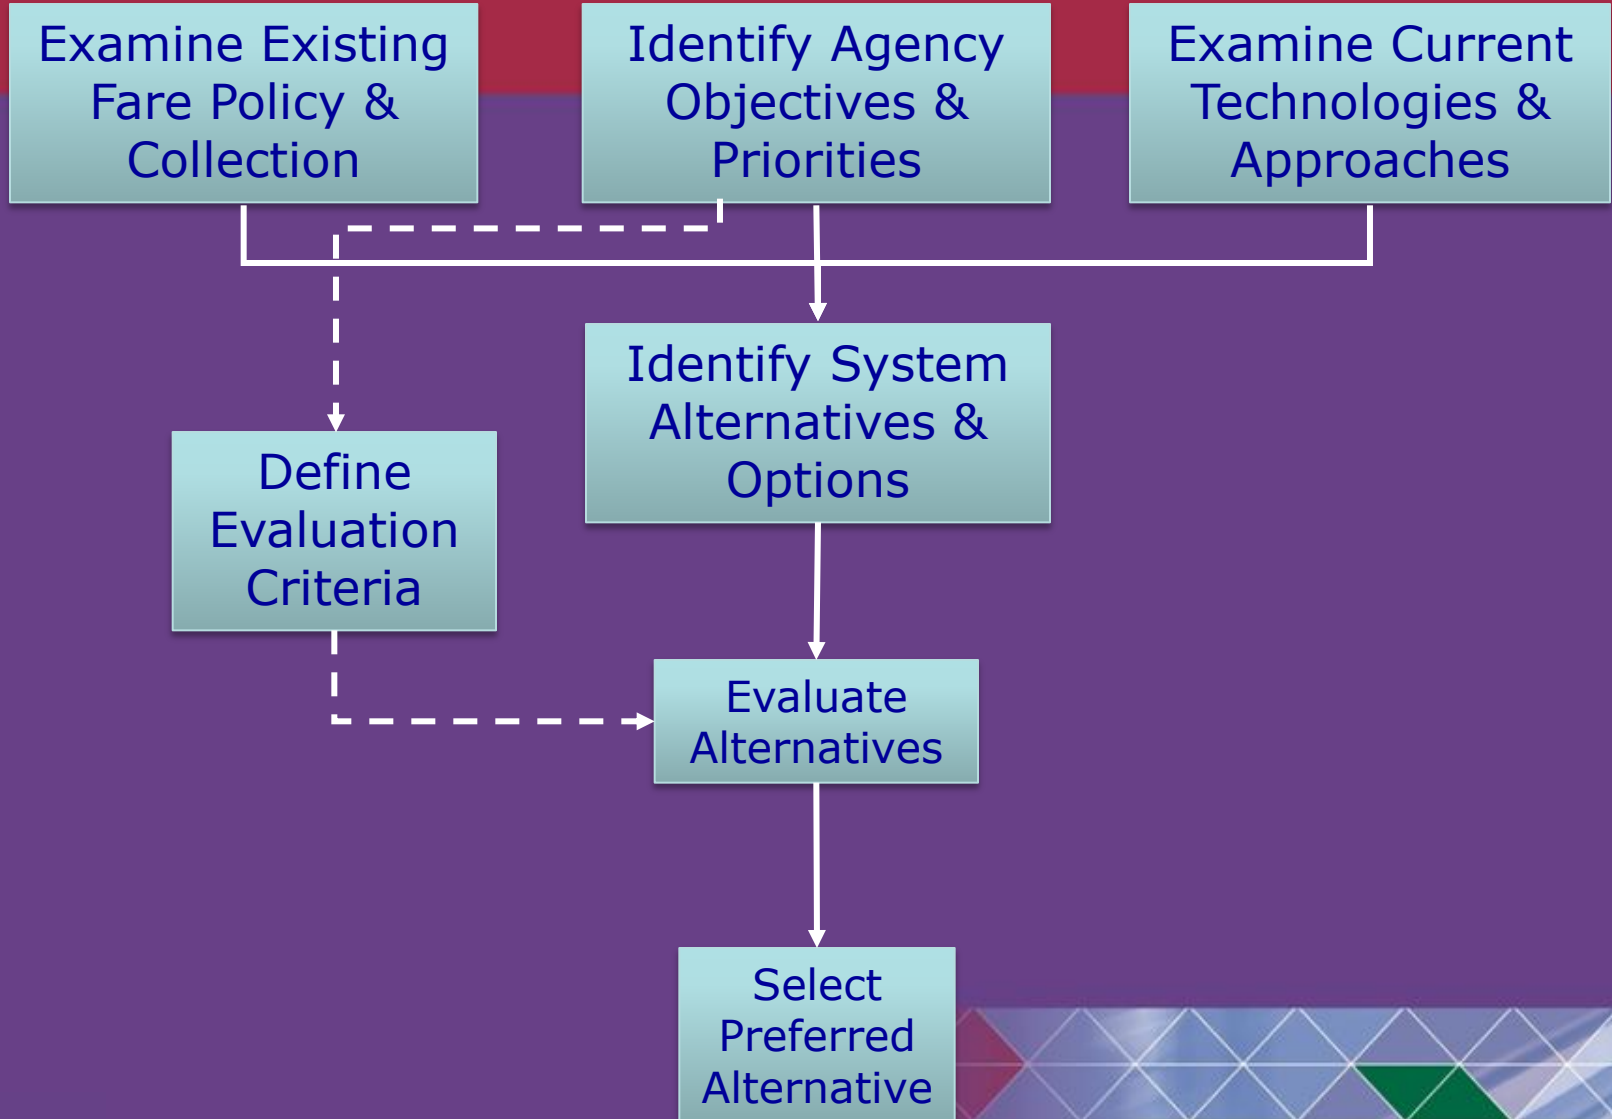 Examine Existing
Fare Policy &
Collection
Identify Agency
Objectives &
Priorities
Examine Current
Technologies &
Approaches
Identify System
Alternatives &
Options
Define
Evaluation
Criteria
Evaluate
Alternatives
Select
Preferred
Alternative